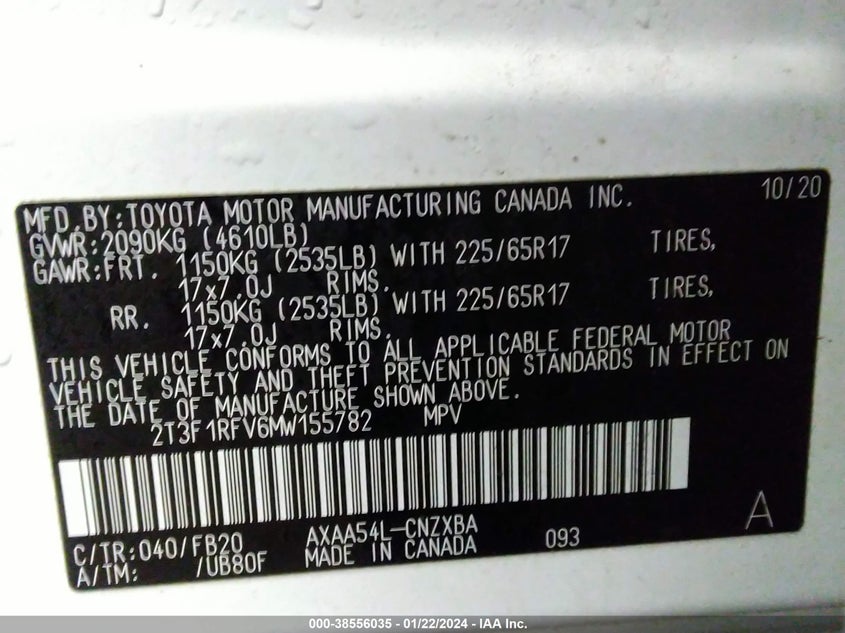 MFD.BY:TOYOTA MOTOR MANUFACTURING CANADA INC. 10/20
GVWR:2090KG (4610LB)
GAWR:FRT. 1150KG (2535LB) WITH 225/65R17 TIRES,
17x7.0J RIMS.
RR. 1150KG (2535LB) WITH 225/65R17 TIRES,
17x7.0J RIMS.
THIS VEHICLE CONFORMS TO ALL APPLICABLE FEDERAL MOTOR
VEHICLE SAFETY AND THEFT PREVENTION STANDARDS IN EFFECT ON
THE DATE OF MANUFACTURE SHOWN ABOVE.
2T3F1RFV6MW155782 MPV
C/TR:040/FB20 AXAA54L-CNZXBA 093 A
A/TM: /UB80F MADE IN CANADA
000-38556035 - 01/22/2024 - IAA Inc.